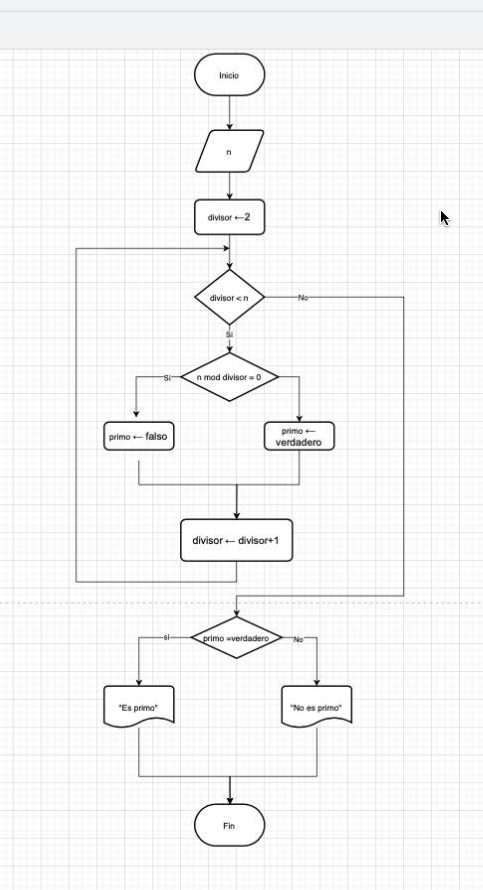 Inicio
n
divisor ←2
divisor < n
No
Si
n mod divisor = 0
Si
primo ← falso
primo ←
verdadero
divisor ← divisor+1
primo =verdadero
si
No
"Es primo"
"No es primo"
Fin